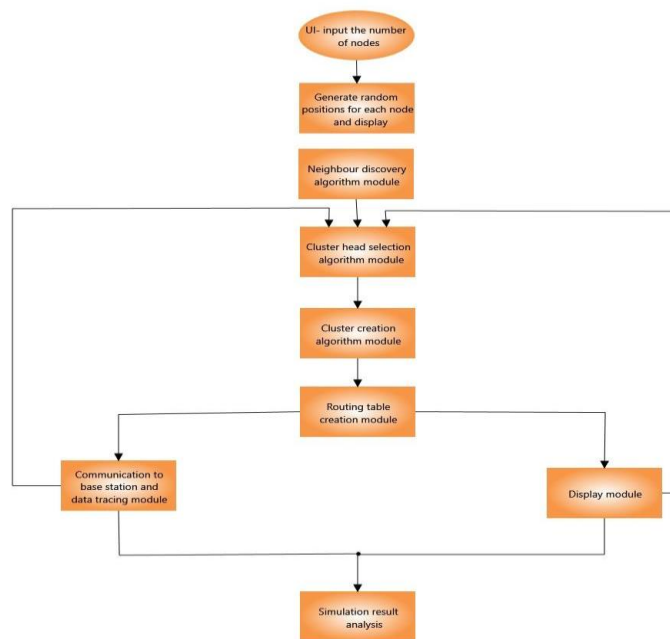 UI- input the number
of nodes
Generate random
positions for each node
and display
Neighbour discovery
algorithm module
Cluster head selection
algorithm module
Cluster creation
algorithm module
Routing table
creation module
Communication to
base station and
data tracing module
Display module
Simulation result
analysis